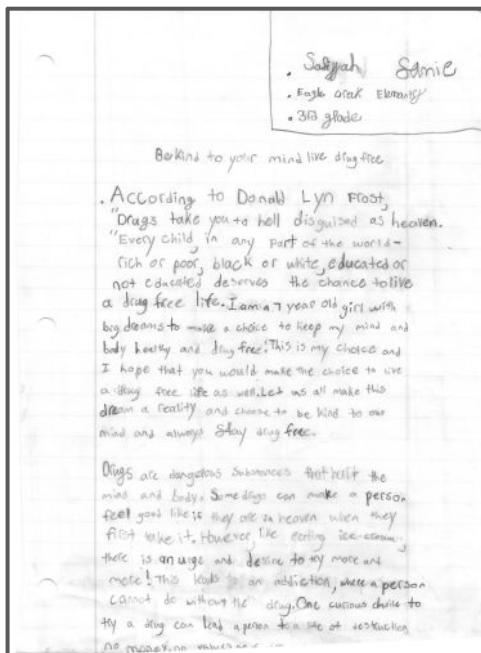 . Safiyyah Samie
. Eagle Creek Elementry
. 3rd grade
Be kind to your mind live drug free
. According to Donald Lyn Frost,
"Drugs take you to hell disguised as heaven.
"Every child, in any part of the world-
rich or poor, black or white, educated or
not educated deserves the chance to live
a drug free life. I am a 7 year old girl with
big dreams to make a choice to keep my mind and
body healthy and drug free. This is my choice and
I hope that you would make the choice to live
a drug free life as well. Let us all make this
dream a reality and choose to be kind to our
mind and always stay drug free.
Drugs are dangerous substances that hurt the
mind and body. Some drugs can make a person
feel good like if they are in heaven when they
first take it. However, like eating ice-cream,
there is an urge and desire to try more and
more! This leads to an addiction, where a person
cannot do without the drug. One curious choice to
try a drug can lead a person to a life of destruction
no money, no values